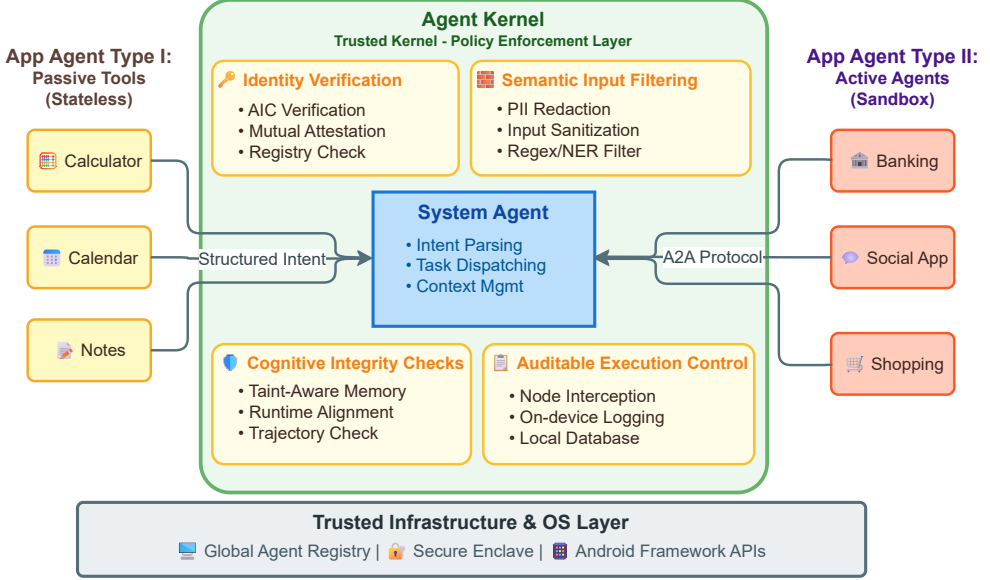 Agent Kernel
Trusted Kernel - Policy Enforcement Layer
App Agent Type I:
Passive Tools
(Stateless)
Calculator
Calendar
Notes
Structured Intent
Identity Verification
• AIC Verification
• Mutual Attestation
• Registry Check
Semantic Input Filtering
• PII Redaction
• Input Sanitization
• Regex/NER Filter
System Agent
• Intent Parsing
• Task Dispatching
• Context Mgmt
Cognitive Integrity Checks
• Taint-Aware Memory
• Runtime Alignment
• Trajectory Check
Auditable Execution Control
• Node Interception
• On-device Logging
• Local Database
A2A Protocol
App Agent Type II:
Active Agents
(Sandbox)
Banking
Social App
Shopping
Trusted Infrastructure & OS Layer
Global Agent Registry | Secure Enclave | Android Framework APIs